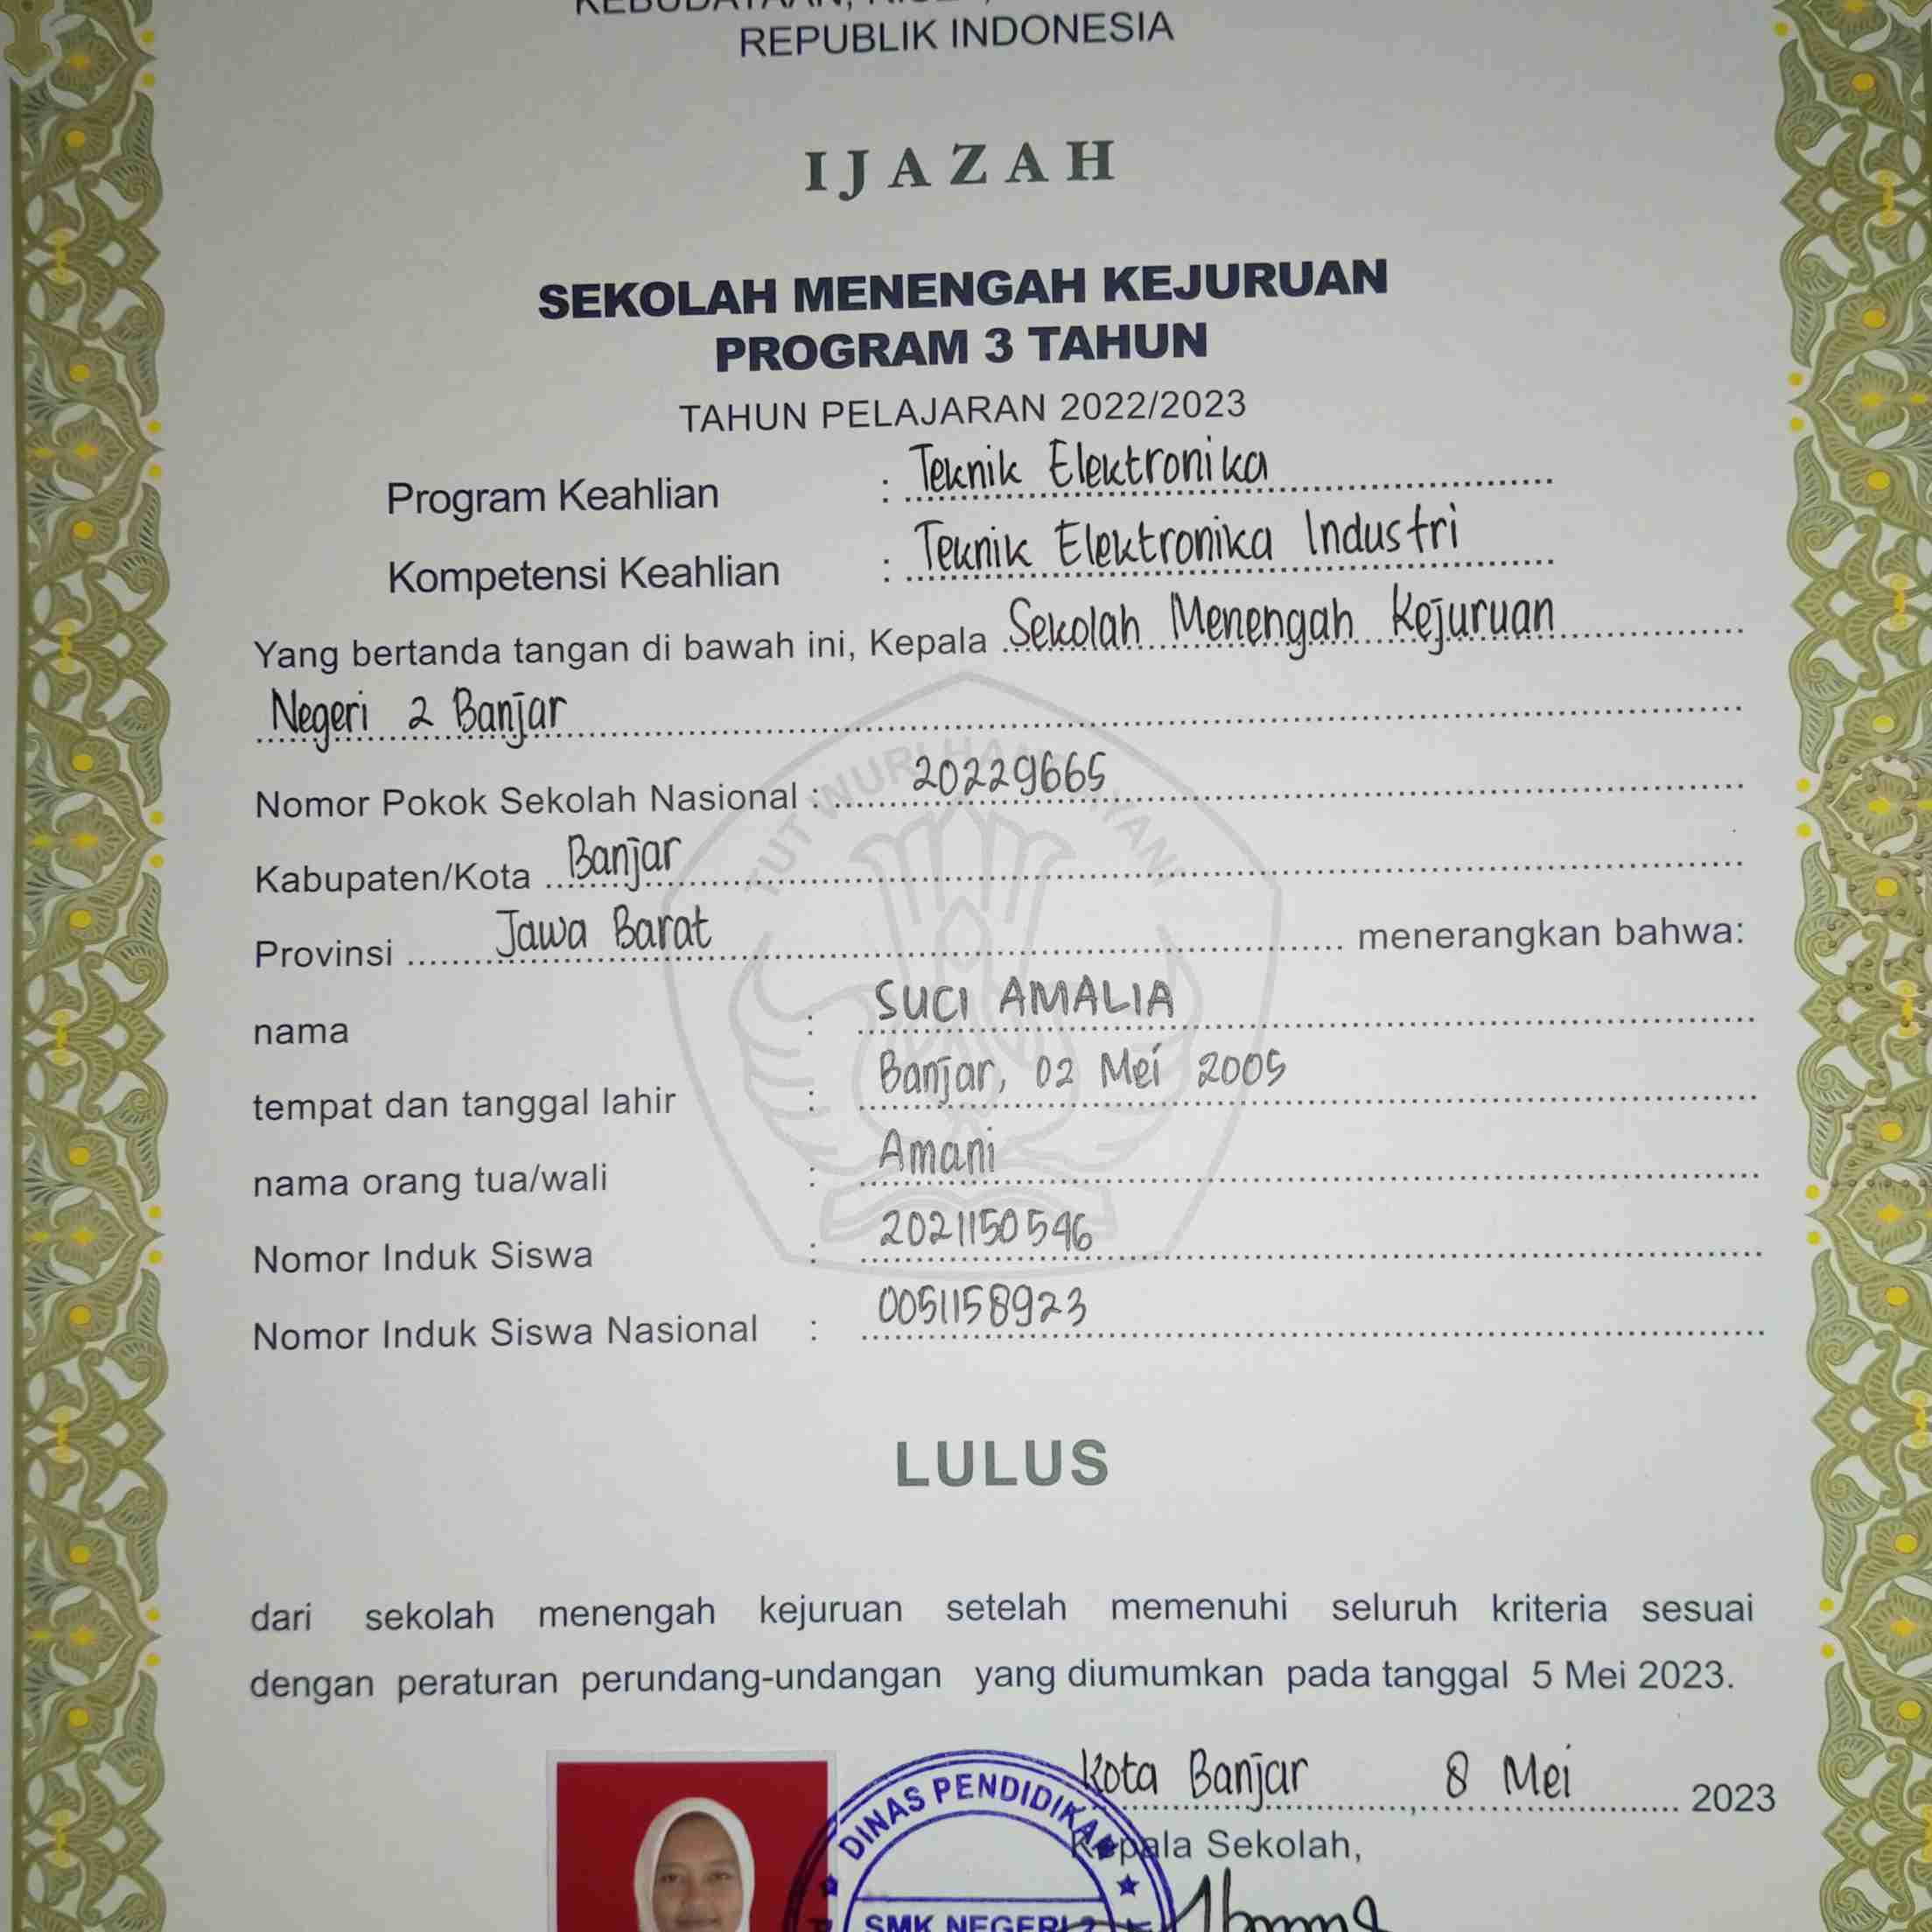 REPUBLIK INDONESIA
IJAZAH
SEKOLAH MENENGAH KEJURUAN
PROGRAM 3 TAHUN
TAHUN PELAJARAN 2022/2023
Program Keahlian : Teknik Elektronika
Kompetensi Keahlian : Teknik Elektronika Industri
Yang bertanda tangan di bawah ini, Kepala Sekolah Menengah Kejuruan
Negeri 2 Banjar
Nomor Pokok Sekolah Nasional : 20229665
Kabupaten/Kota Banjar
Provinsi Jawa Barat menerangkan bahwa:
nama : SUCI AMALIA
tempat dan tanggal lahir : Banjar, 02 Mei 2005
nama orang tua/wali : Amani
Nomor Induk Siswa : 2021150546
Nomor Induk Siswa Nasional : 0051158923
LULUS
dari sekolah menengah kejuruan setelah memenuhi seluruh kriteria sesuai
dengan peraturan perundang-undangan yang diumumkan pada tanggal 5 Mei 2023.
Kota Banjar, 8 Mei 2023
Kepala Sekolah,
DINAS PENDIDIKAN
SMK NEGERI 2